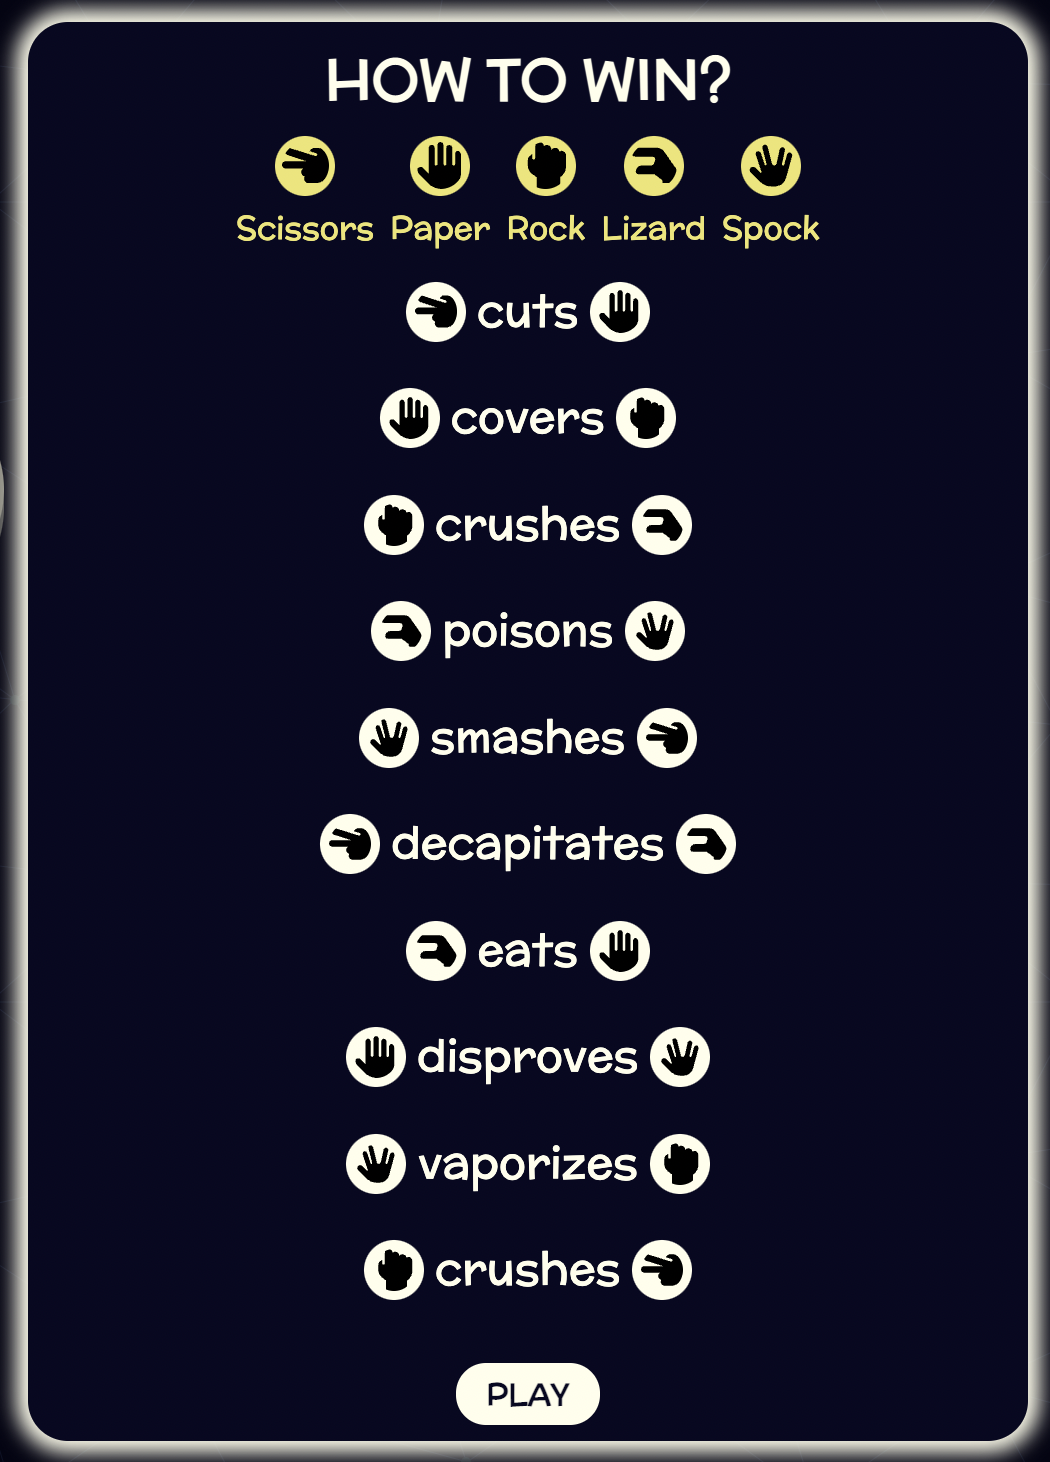 HOW TO WIN?
Scissors Paper Rock Lizard Spock
cuts
covers
crushes
poisons
smashes
decapitates
eats
disproves
vaporizes
crushes
PLAY